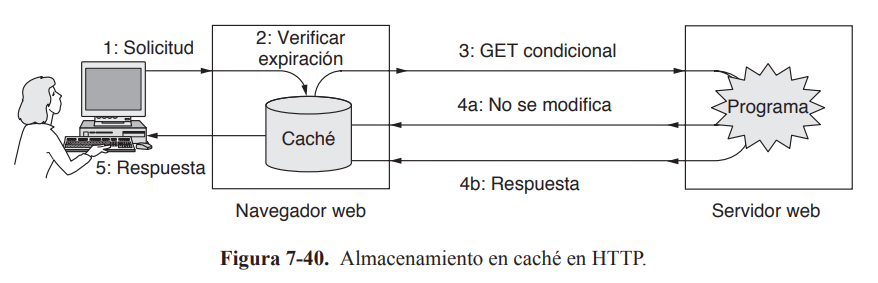 1: Solicitud
2: Verificar
expiración
3: GET condicional
4a: No se modifica
Programa
Caché
5: Respuesta
4b: Respuesta
Navegador web
Servidor web
Figura 7-40. Almacenamiento en caché en HTTP.